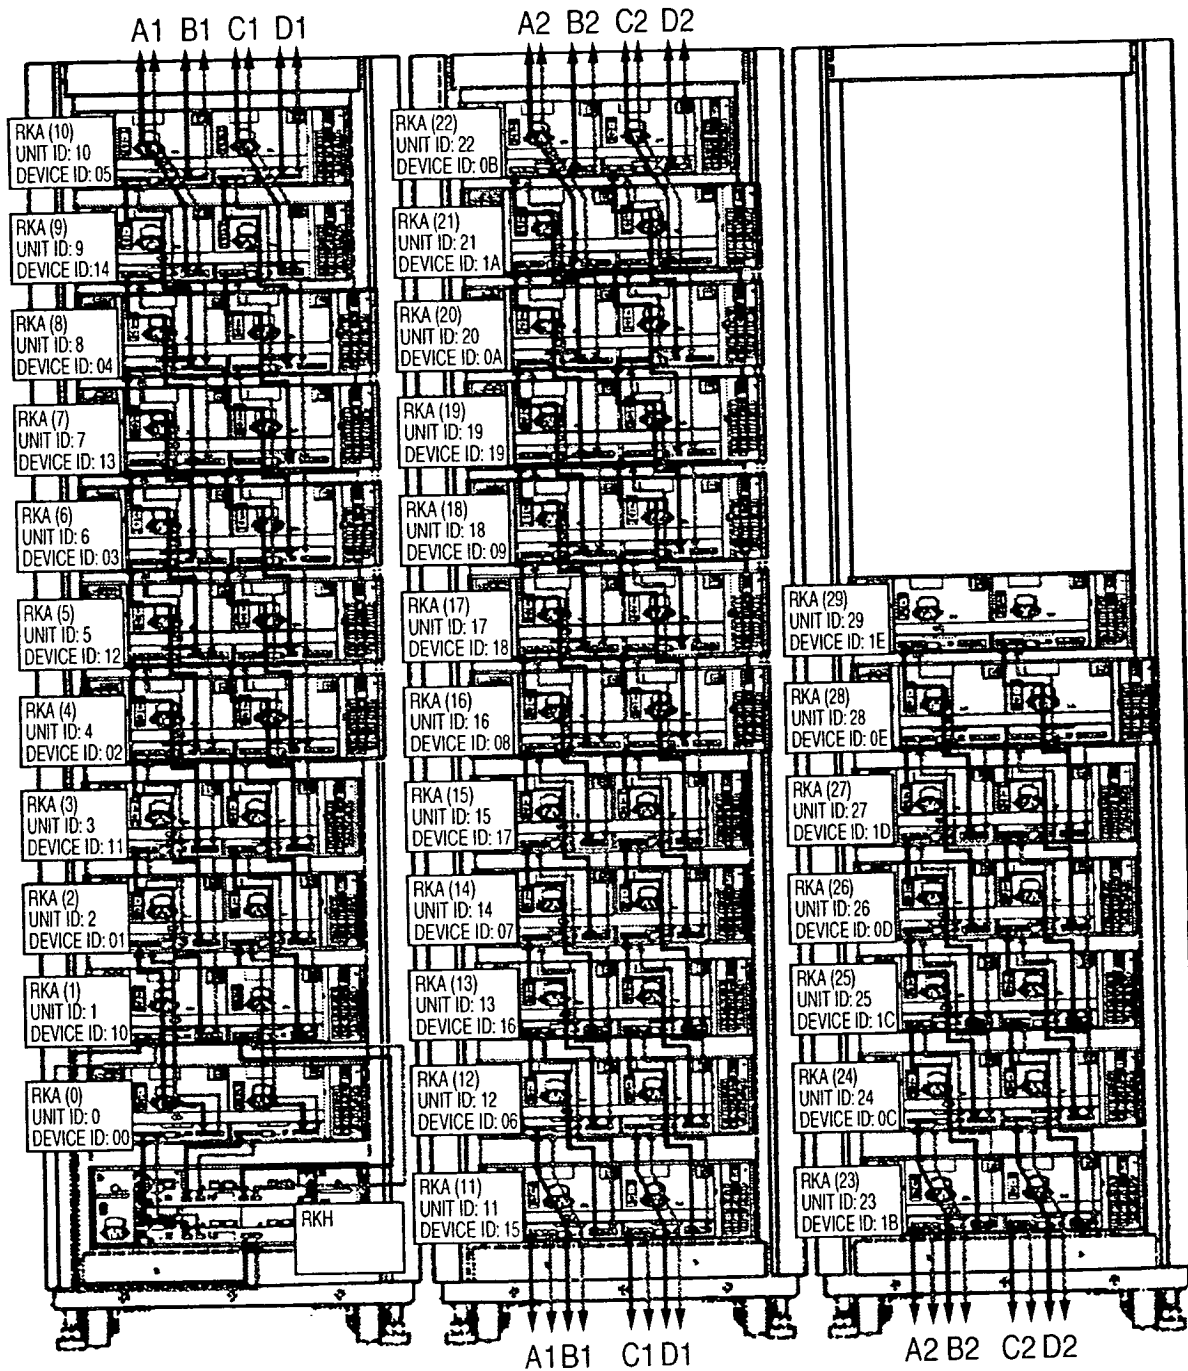 A1 B1 C1 D1
RKA (10)
UNIT ID: 10
DEVICE ID: 05
RKA (9)
UNIT ID: 9
DEVICE ID: 14
RKA (8)
UNIT ID: 8
DEVICE ID: 04
RKA (7)
UNIT ID: 7
DEVICE ID: 13
RKA (6)
UNIT ID: 6
DEVICE ID: 03
RKA (5)
UNIT ID: 5
DEVICE ID: 12
RKA (4)
UNIT ID: 4
DEVICE ID: 02
RKA (3)
UNIT ID: 3
DEVICE ID: 11
RKA (2)
UNIT ID: 2
DEVICE ID: 01
RKA (1)
UNIT ID: 1
DEVICE ID: 10
RKA (0)
UNIT ID: 0
DEVICE ID: 00
RKH
A2 B2 C2 D2
RKA (22)
UNIT ID: 22
DEVICE ID: 0B
RKA (21)
UNIT ID: 21
DEVICE ID: 1A
RKA (20)
UNIT ID: 20
DEVICE ID: 0A
RKA (19)
UNIT ID: 19
DEVICE ID: 19
RKA (18)
UNIT ID: 18
DEVICE ID: 09
RKA (17)
UNIT ID: 17
DEVICE ID: 18
RKA (16)
UNIT ID: 16
DEVICE ID: 08
RKA (15)
UNIT ID: 15
DEVICE ID: 17
RKA (14)
UNIT ID: 14
DEVICE ID: 07
RKA (13)
UNIT ID: 13
DEVICE ID: 16
RKA (12)
UNIT ID: 12
DEVICE ID: 06
RKA (11)
UNIT ID: 11
DEVICE ID: 15
A1 B1 C1 D1
RKA (29)
UNIT ID: 29
DEVICE ID: 1E
RKA (28)
UNIT ID: 28
DEVICE ID: 0E
RKA (27)
UNIT ID: 27
DEVICE ID: 1D
RKA (26)
UNIT ID: 26
DEVICE ID: 0D
RKA (25)
UNIT ID: 25
DEVICE ID: 1C
RKA (24)
UNIT ID: 24
DEVICE ID: 0C
RKA (23)
UNIT ID: 23
DEVICE ID: 1B
A2 B2 C2 D2